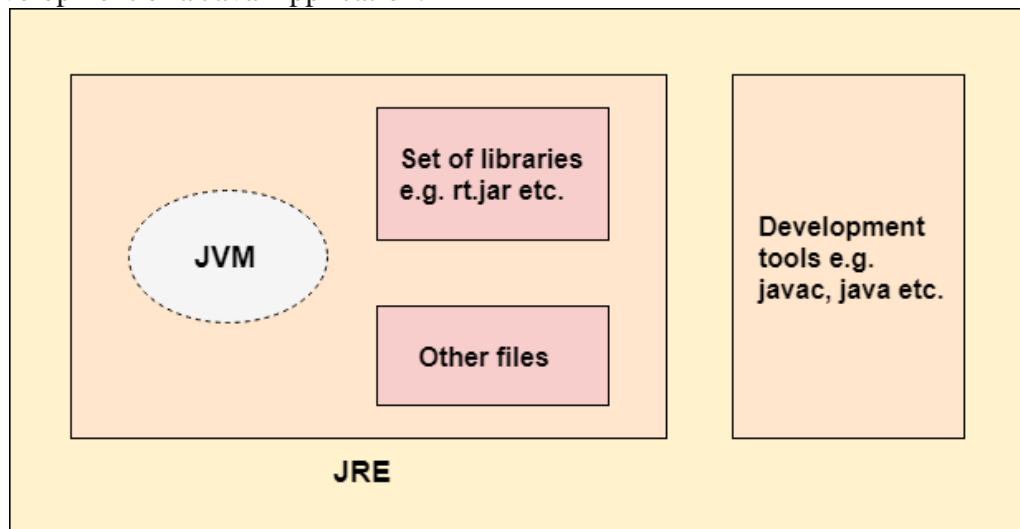 Set of libraries
e.g. rt.jar etc.
JVM
Development
tools e.g.
javac, java etc.
Other files
JRE